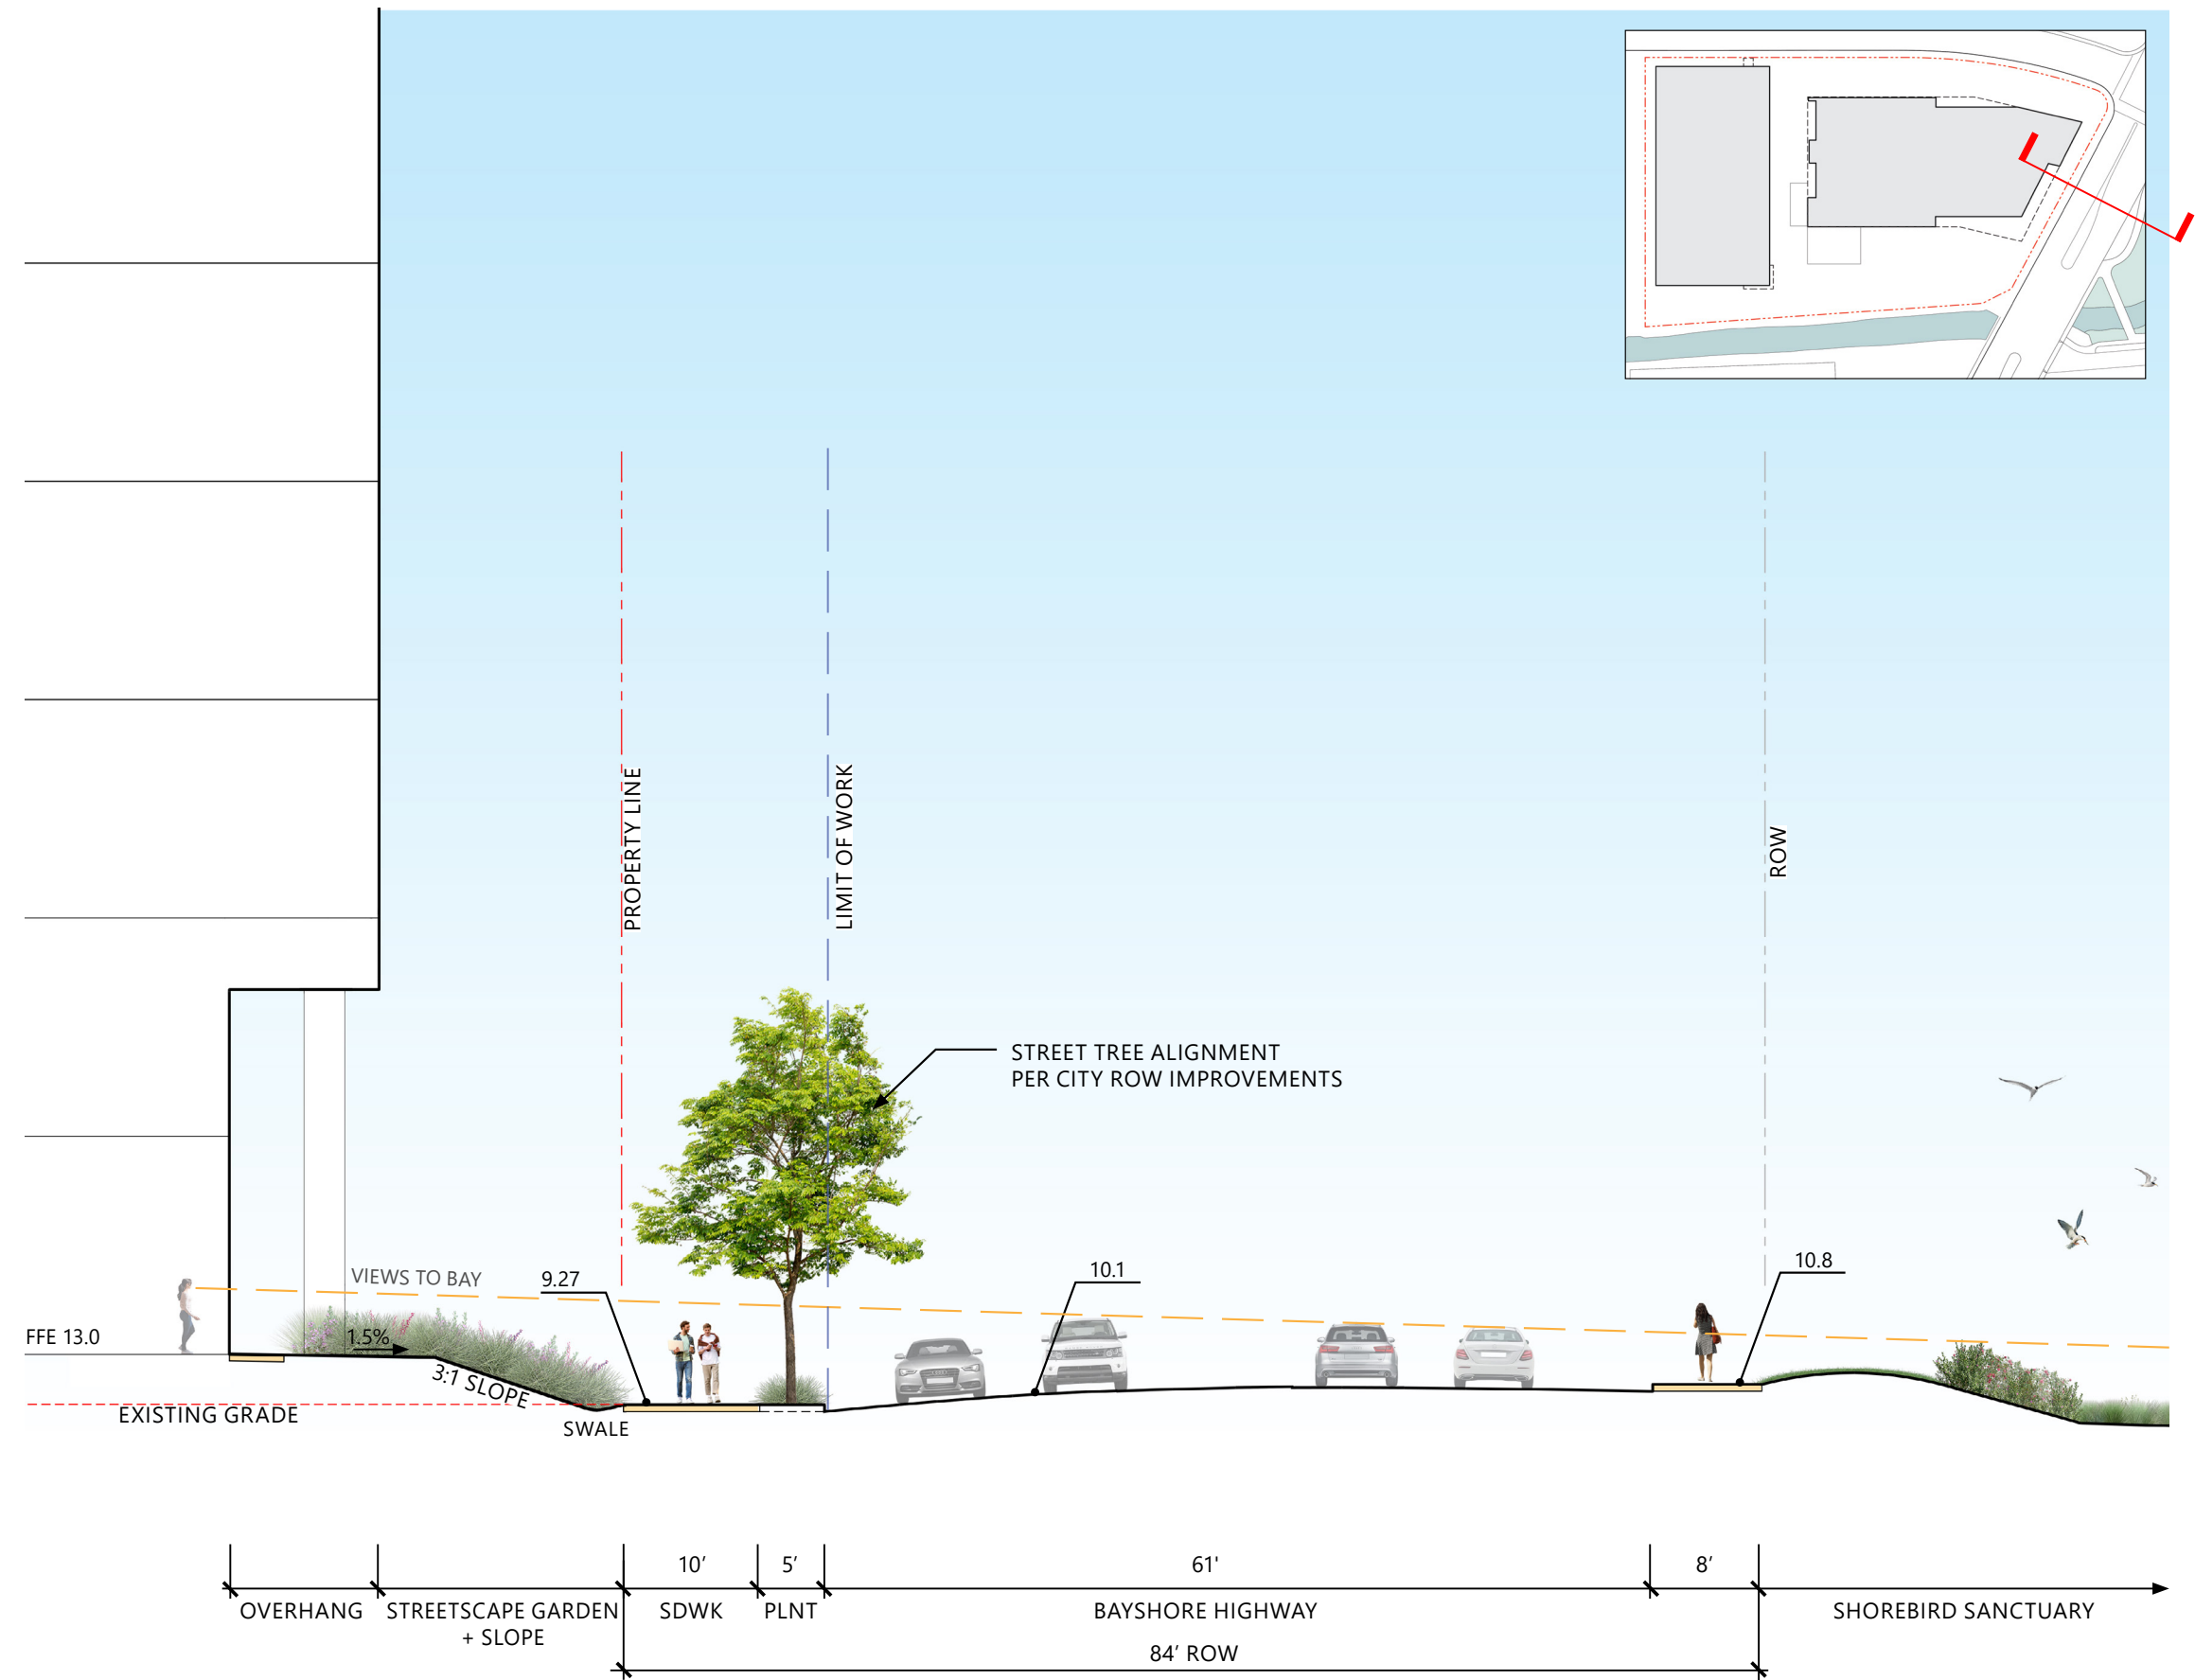 PROPERTY LINE
LIMIT OF WORK
ROW
STREET TREE ALIGNMENT
PER CITY ROW IMPROVEMENTS
VIEWS TO BAY
9.27
10.1
10.8
FFE 13.0
1.5%
3:1 SLOPE
EXISTING GRADE
SWALE
10’
5’
61'
8’
OVERHANG
STREETSCAPE GARDEN
+ SLOPE
SDWK
PLNT
BAYSHORE HIGHWAY
SHOREBIRD SANCTUARY
84’ ROW